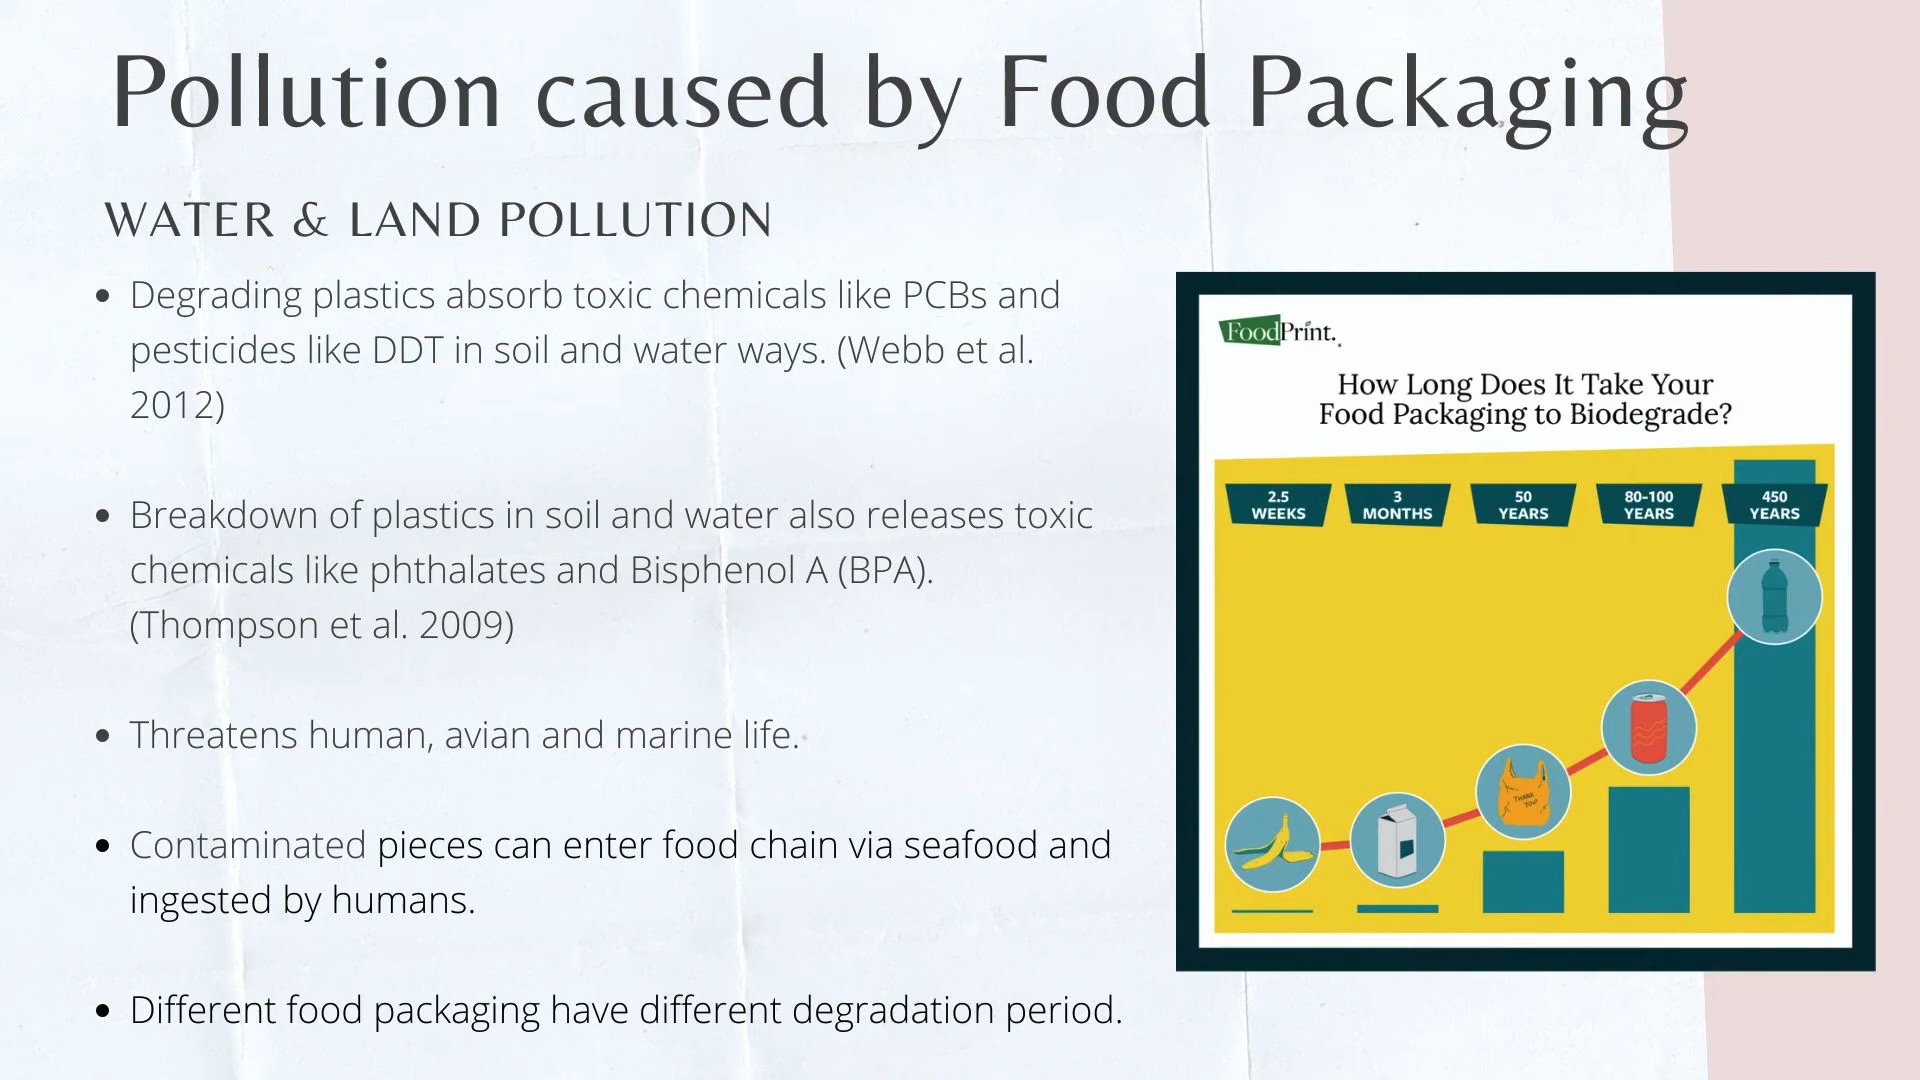 Pollution caused by Food Packaging
WATER & LAND POLLUTION
• Degrading plastics absorb toxic chemicals like PCBs and
pesticides like DDT in soil and water ways. (Webb et al.
2012)
• Breakdown of plastics in soil and water also releases toxic
chemicals like phthalates and Bisphenol A (BPA).
(Thompson et al. 2009)
• Threatens human, avian and marine life.
• Contaminated pieces can enter food chain via seafood and
ingested by humans.
• Different food packaging have different degradation period.
FoodPrint.
How Long Does It Take Your
Food Packaging to Biodegrade?
2.5
WEEKS
3
MONTHS
50
YEARS
80-100
YEARS
450
YEARS
THANK
YOU!